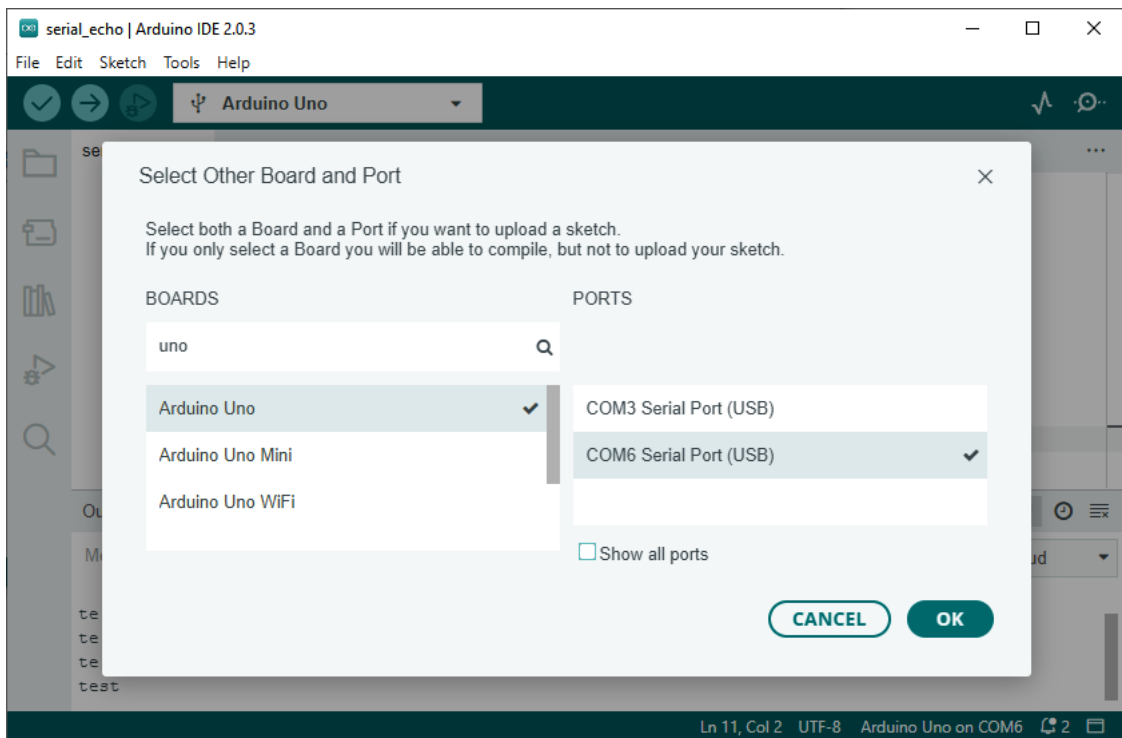 serial_echo | Arduino IDE 2.0.3
File Edit Sketch Tools Help
Arduino Uno
Select Other Board and Port
Select both a Board and a Port if you want to upload a sketch.
If you only select a Board you will be able to compile, but not to upload your sketch.
BOARDS
PORTS
uno
Arduino Uno
COM3 Serial Port (USB)
Arduino Uno Mini
COM6 Serial Port (USB)
Arduino Uno WiFi
Show all ports
CANCEL
OK
test
Ln 11, Col 2 UTF-8 Arduino Uno on COM6 2